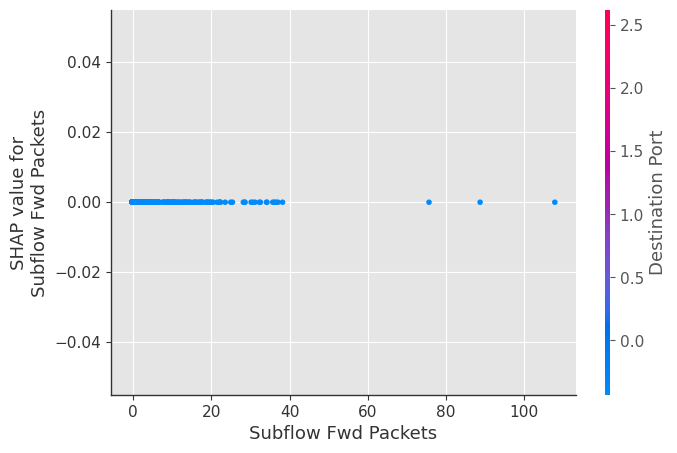 0.04
0.02
0.00
−0.02
−0.04
SHAP value for
Subflow Fwd Packets
0 20 40 60 80 100
Subflow Fwd Packets
2.5
2.0
1.5
1.0
0.5
0.0
Destination Port